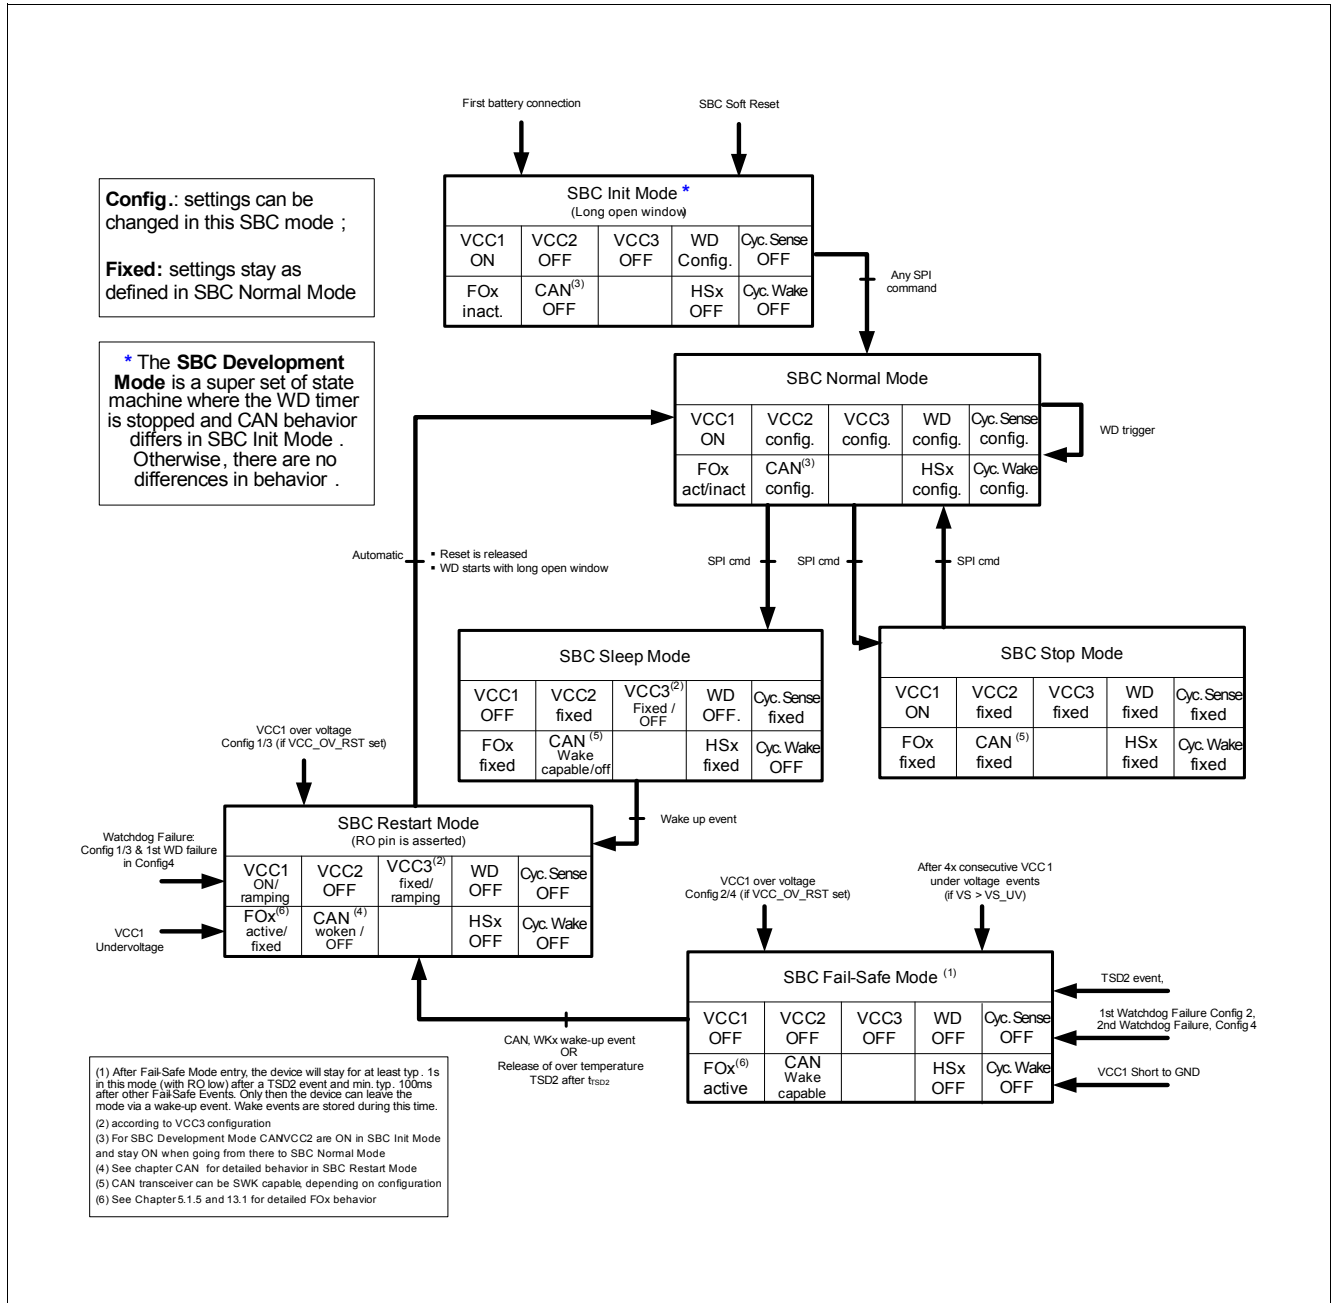 First battery connection
SBC Soft Reset
Config.: settings can be
changed in this SBC mode ;
Fixed: settings stay as
defined in SBC Normal Mode
* The SBC Development
Mode is a super set of state
machine where the WD timer
is stopped and CAN behavior
differs in SBC Init Mode .
Otherwise, there are no
differences in behavior .
SBC Init Mode *
(Long open window)
VCC1 ON
VCC2 OFF
VCC3 OFF
WD Config.
Cyc. Sense OFF
FOx inact.
CAN(3) OFF
HSx OFF
Cyc. Wake OFF
Any SPI
command
SBC Normal Mode
VCC1 ON
VCC2 config.
VCC3 config.
WD config.
Cyc. Sense config.
FOx act/inact
CAN(3) config.
HSx config.
Cyc. Wake config.
WD trigger
Automatic
▪ Reset is released
▪ WD starts with long open window
SPI cmd
SPI cmd
SPI cmd
SBC Sleep Mode
VCC1 OFF
VCC2 fixed
VCC3(2) Fixed / OFF
WD OFF.
Cyc. Sense fixed
FOx fixed
CAN (5) Wake capable/off
HSx fixed
Cyc. Wake OFF
SBC Stop Mode
VCC1 ON
VCC2 fixed
VCC3 fixed
WD fixed
Cyc. Sense fixed
FOx fixed
CAN (5) fixed
HSx fixed
Cyc. Wake fixed
VCC1 over voltage
Config 1/3 (if VCC_OV_RST set)
Wake up event
Watchdog Failure:
Config 1/3 & 1st WD failure
in Config4
VCC1
Undervoltage
SBC Restart Mode
(RO pin is asserted)
VCC1 ON/ ramping
VCC2 OFF
VCC3(2) fixed/ ramping
WD OFF
Cyc. Sense OFF
FOx(6) active/ fixed
CAN (4) woken / OFF
HSx OFF
Cyc. Wake OFF
VCC1 over voltage
Config 2/4 (if VCC_OV_RST set)
After 4x consecutive VCC1
under voltage events
(if VS > VS_UV)
SBC Fail-Safe Mode (1)
VCC1 OFF
VCC2 OFF
VCC3 OFF
WD OFF
Cyc. Sense OFF
FOx(6) active
CAN Wake capable
HSx OFF
Cyc. Wake OFF
TSD2 event,
1st Watchdog Failure Config 2,
2nd Watchdog Failure, Config 4
VCC1 Short to GND
CAN, WKx wake-up event
OR
Release of over temperature
TSD2 after tTSD2
(1) After Fail-Safe Mode entry, the device will stay for at least typ. 1s
in this mode (with RO low) after a TSD2 event and min. typ. 100ms
after other Fail-Safe Events. Only then the device can leave the
mode via a wake-up event. Wake events are stored during this time.
(2) according to VCC3 configuration
(3) For SBC Development Mode CAN/VCC2 are ON in SBC Init Mode
and stay ON when going from there to SBC Normal Mode
(4) See chapter CAN for detailed behavior in SBC Restart Mode
(5) CAN transceiver can be SWK capable, depending on configuration
(6) See Chapter 5.1.5 and 13.1 for detailed FOx behavior